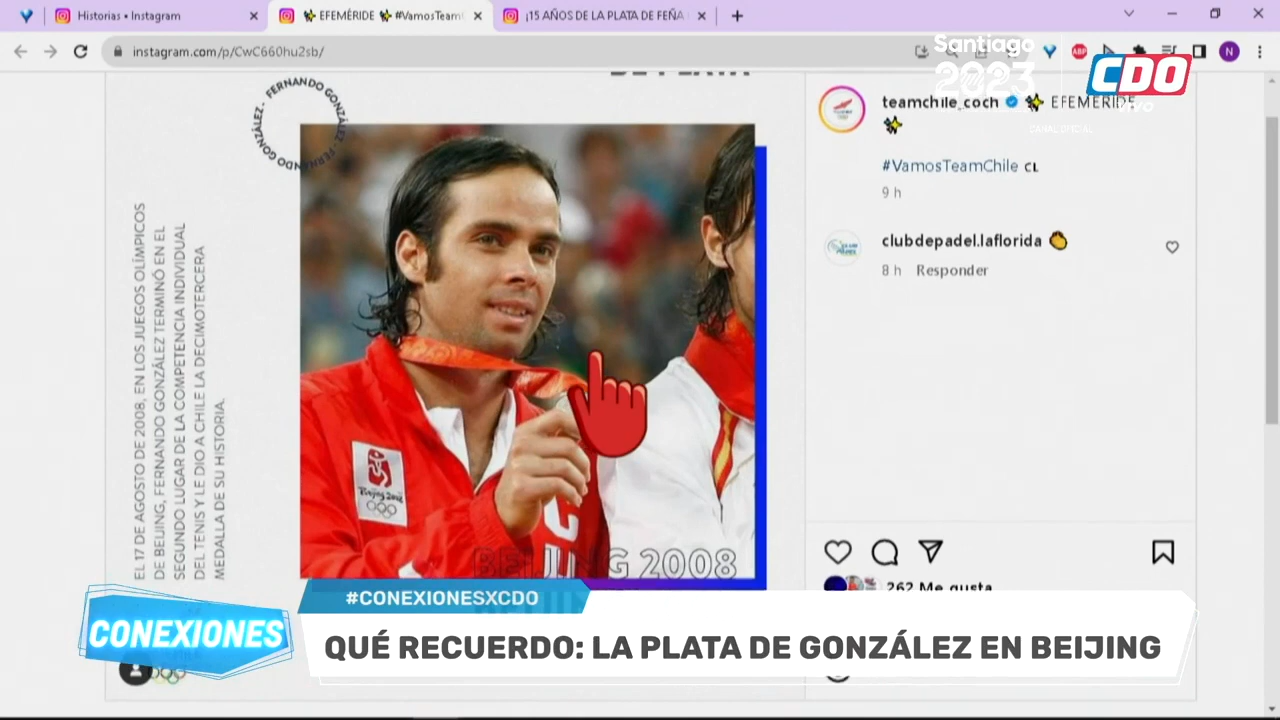 Historias • Instagram
EFEMÉRIDE #VamosTeam
¡15 AÑOS DE LA PLATA DE FEÑA
instagram.com/p/CwC660hu2sb/
ABP
N
Santiago
2023
CDO
VIVO
CANAL OFICIAL
FERNANDO GONZÁLEZ - FERNANDO GONZÁLEZ -
EL 17 DE AGOSTO DE 2008, EN LOS JUEGOS OLÍMPICOS
DE BEIJING, FERNANDO GONZÁLEZ TERMINÓ EN EL
SEGUNDO LUGAR DE LA COMPETENCIA INDIVIDUAL
DEL TENIS Y LE DIO A CHILE LA DECIMOTERCERA
MEDALLA DE SU HISTORIA.
Beijing 2008
BEIJING 2008
teamchile_coch EFEMÉRIDE
#VamosTeamChile CL
9 h
clubdepadel.laflorida
8 h Responder
262 Me gusta
#CONEXIONESXCDO
CONEXIONES
QUÉ RECUERDO: LA PLATA DE GONZÁLEZ EN BEIJING